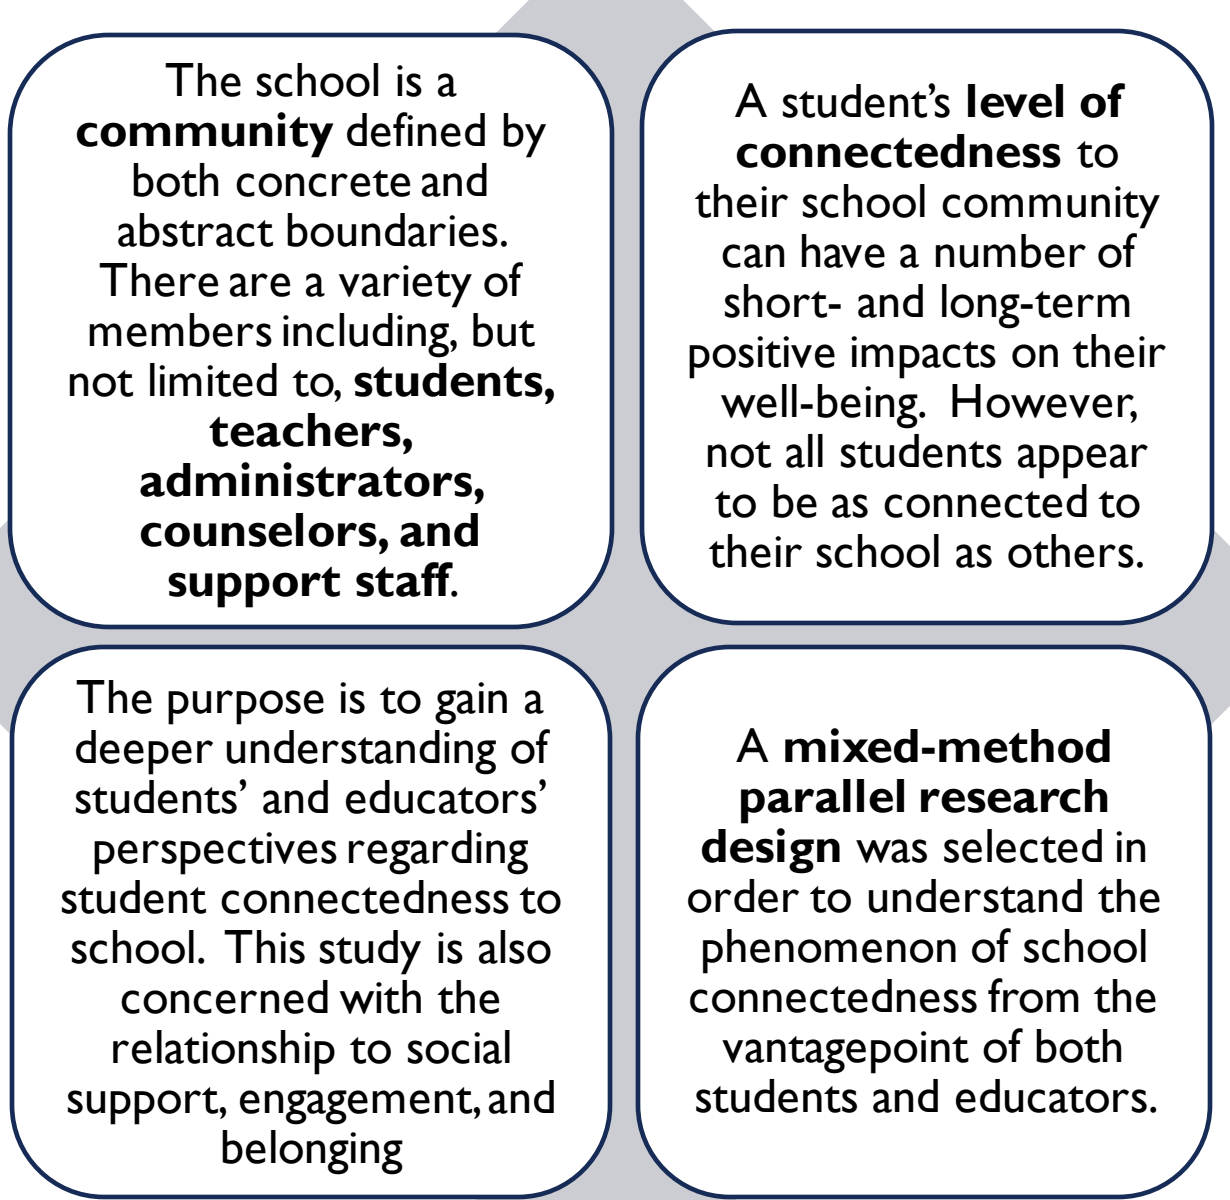 The school is a
community defined by
both concrete and
abstract boundaries.
There are a variety of
members including, but
not limited to, students,
teachers,
administrators,
counselors, and
support staff.
A student’s level of
connectedness to
their school community
can have a number of
short- and long-term
positive impacts on their
well-being.  However,
not all students appear
to be as connected to
their school as others.
The purpose is to gain a
deeper understanding of
students’ and educators’
perspectives regarding
student connectedness to
school.  This study is also
concerned with the
relationship to social
support, engagement, and
belonging
A mixed-method
parallel research
design was selected in
order to understand the
phenomenon of school
connectedness from the
vantagepoint of both
students and educators.